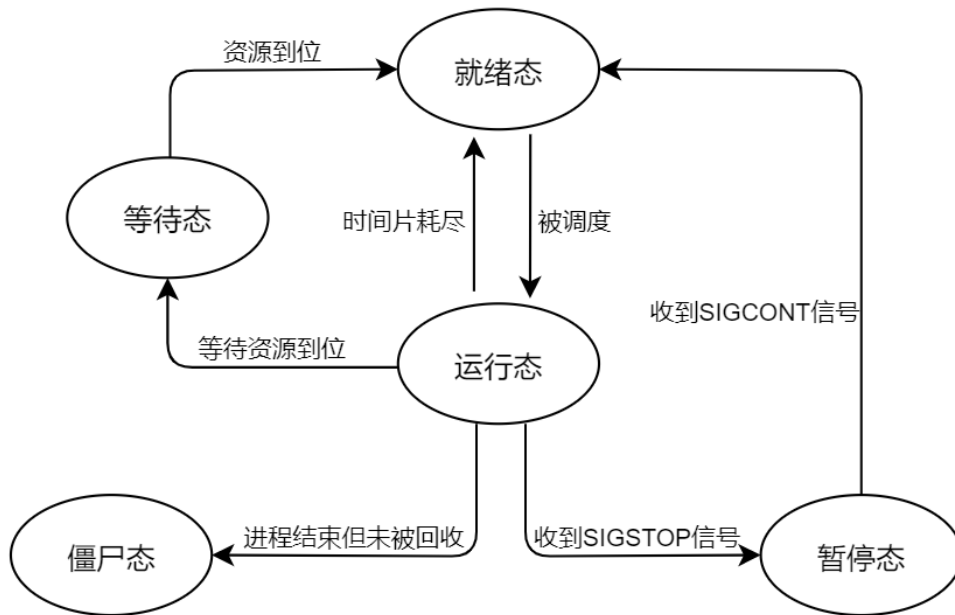 资源到位
就绪态
等待态
时间片耗尽
被调度
收到SIGCONT信号
等待资源到位
运行态
僵尸态
进程结束但未被回收
收到SIGSTOP信号
暂停态